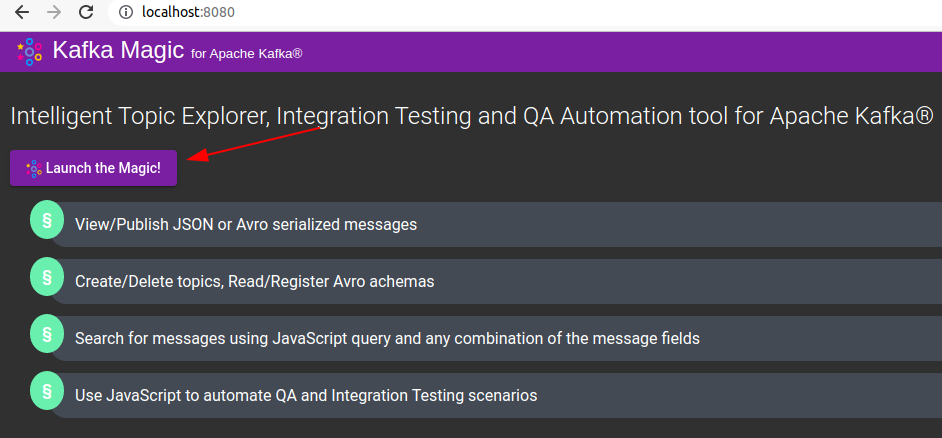 localhost:8080
Kafka Magic for Apache Kafka®
Intelligent Topic Explorer, Integration Testing and QA Automation tool for Apache Kafka®
Launch the Magic!
§ View/Publish JSON or Avro serialized messages
§ Create/Delete topics, Read/Register Avro achemas
§ Search for messages using JavaScript query and any combination of the message fields
§ Use JavaScript to automate QA and Integration Testing scenarios